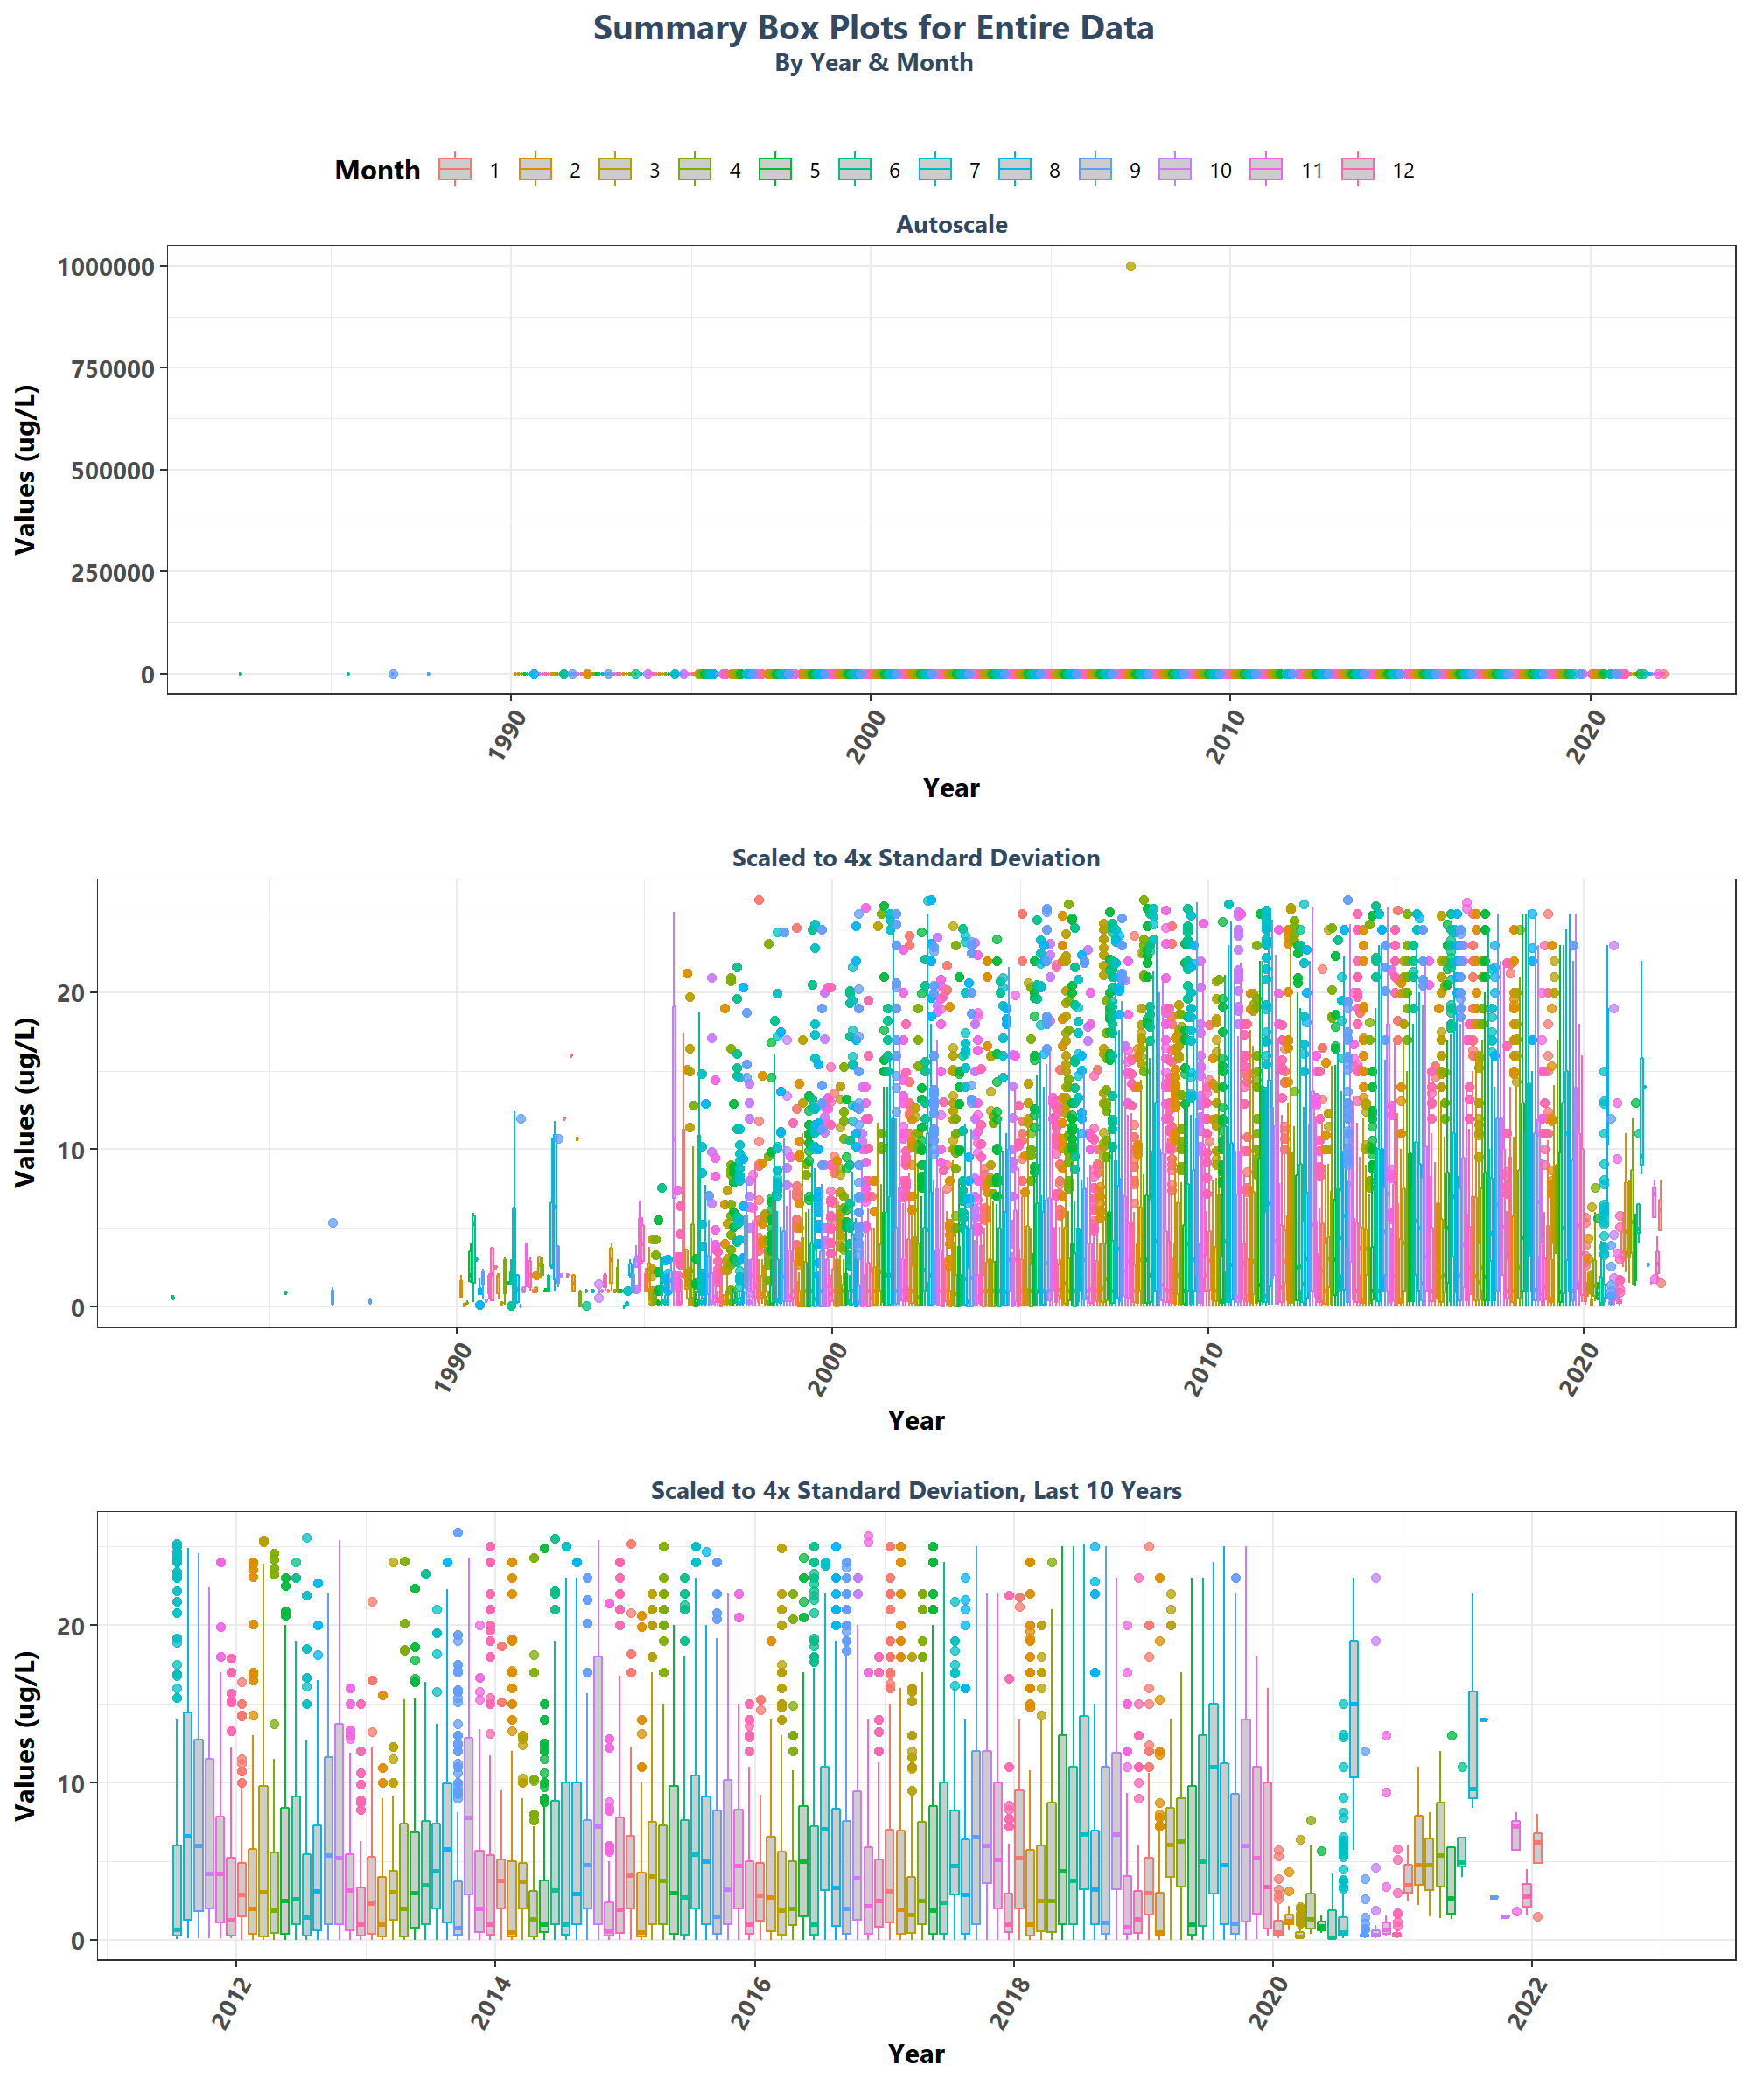 Summary Box Plots for Entire Data
By Year & Month
Month 1 2 3 4 5 6 7 8 9 10 11 12
Autoscale
1000000
750000
500000
250000
0
Values (ug/L)
1990 2000 2010 2020
Year
Scaled to 4x Standard Deviation
20
10
0
Values (ug/L)
1990 2000 2010 2020
Year
Scaled to 4x Standard Deviation, Last 10 Years
20
10
0
Values (ug/L)
2012 2014 2016 2018 2020 2022
Year